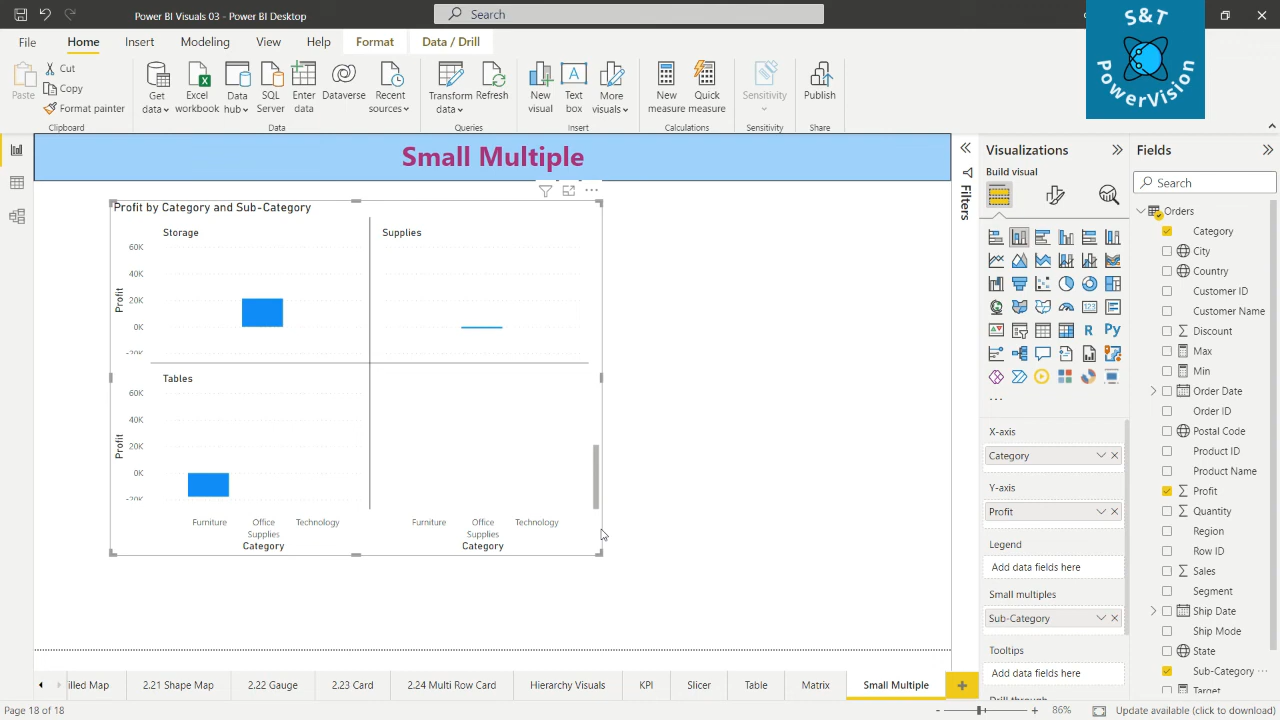 Power BI Visuals 03 - Power BI Desktop
Search
S&T
PowerVision
File
Home
Insert
Modeling
View
Help
Format
Data / Drill
Paste
Cut
Copy
Format painter
Clipboard
Get data
Excel workbook
Data hub
SQL Server
Enter data
Dataverse
Recent sources
Data
Transform data
Refresh
Queries
New visual
Text box
More visuals
Insert
New measure
Quick measure
Calculations
Sensitivity
Sensitivity
Publish
Share
Small Multiple
Profit by Category and Sub-Category
Storage
Supplies
60K
40K
20K
0K
-20K
Profit
Tables
60K
40K
20K
0K
-20K
Profit
Furniture
Office
Supplies
Technology
Category
Furniture
Office
Supplies
Technology
Category
Filters
Visualizations
Build visual
R
Py
123
X-axis
Category
Y-axis
Profit
Legend
Add data fields here
Small multiples
Sub-Category
Tooltips
Add data fields here
Drill through
Fields
Search
Orders
Category
City
Country
Customer ID
Customer Name
Discount
Max
Min
Order Date
Order ID
Postal Code
Product ID
Product Name
Profit
Quantity
Region
Row ID
Sales
Segment
Ship Date
Ship Mode
State
Sub-Category
Target
illed Map
2.21 Shape Map
2.22 Gauge
2.23 Card
2.24 Multi Row Card
Hierarchy Visuals
KPI
Slicer
Table
Matrix
Small Multiple
+
Page 18 of 18
- + 86%
Update available (click to download)